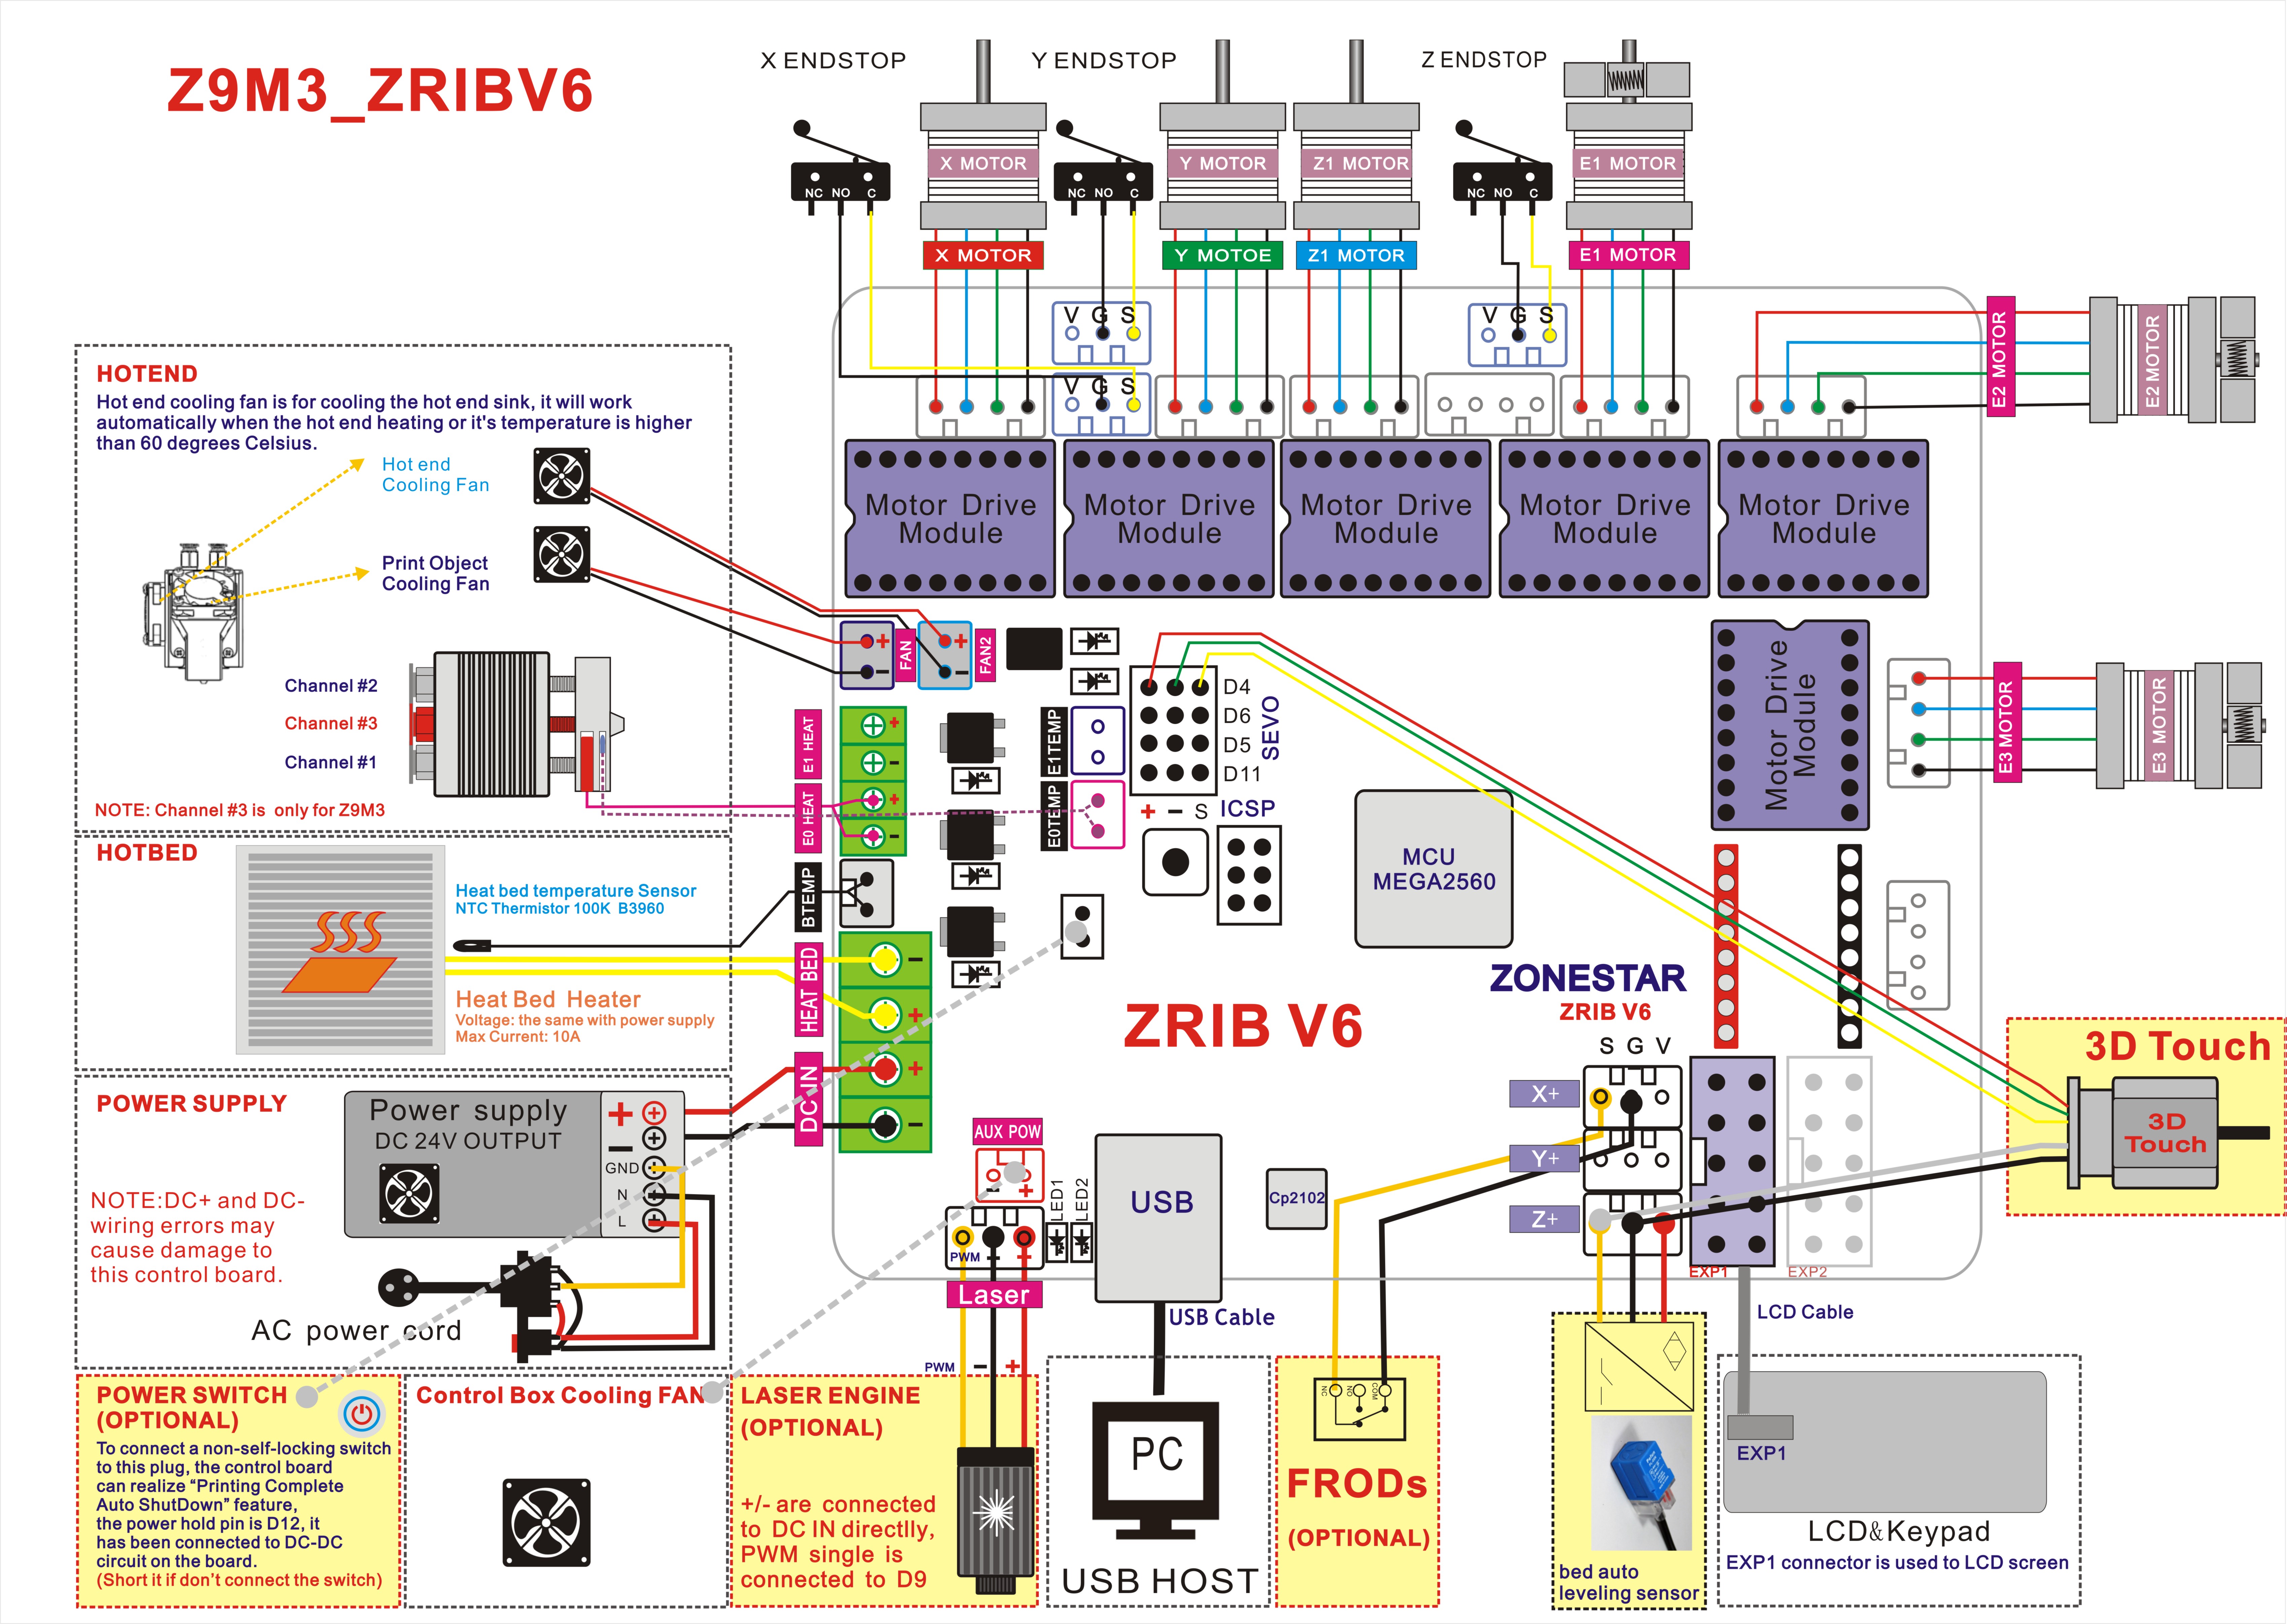 Z9M3_ZRIBV6
X ENDSTOP
Y ENDSTOP
Z ENDSTOP
X MOTOR
Y MOTOR
Z1 MOTOR
E1 MOTOR
NC NO C
NC NO C
NC NO C
X MOTOR
Y MOTOE
Z1 MOTOR
E1 MOTOR
V G S
V G S
V G S
E2 MOTOR
E2 MOTOR
HOTEND
Hot end cooling fan is for cooling the hot end sink, it will work
automatically when the hot end heating or it's temperature is higher
than 60 degrees Celsius.
Hot end
Cooling Fan
Print Object
Cooling Fan
Channel #2
Channel #3
Channel #1
NOTE: Channel #3 is only for Z9M3
Motor Drive
Module
Motor Drive
Module
Motor Drive
Module
Motor Drive
Module
Motor Drive
Module
Motor Drive
Module
+
-
FAN
+
-
FAN2
E3 MOTOR
E3 MOTOR
D4
D6
D5
D11
SEVO
+ - S
ICSP
E1TEMP
E0TEMP
E1 HEAT
+
-
E0 HEAT
+
-
BTEMP
HEAT BED
-
+
DC IN
+
-
MCU
MEGA2560
HOTBED
Heat bed temperature Sensor
NTC Thermistor 100K B3960
Heat Bed Heater
Voltage: the same with power supply
Max Current: 10A
ZONESTAR
ZRIB V6
ZRIB V6
S G V
X+
Y+
Z+
EXP1
EXP2
3D Touch
3D
Touch
POWER SUPPLY
Power supply
DC 24V OUTPUT
+
-
GND
N
L
NOTE:DC+ and DC-
wiring errors may
cause damage to
this control board.
AC power cord
AUX POW
- +
LED1
LED2
PWM - +
Laser
USB
Cp2102
USB Cable
LCD Cable
PWM - +
POWER SWITCH
(OPTIONAL)
To connect a non-self-locking switch
to this plug, the control board
can realize “Printing Complete
Auto ShutDown” feature,
the power hold pin is D12, it
has been connected to DC-DC
circuit on the board.
(Short it if don’t connect the switch)
Control Box Cooling FAN
LASER ENGINE
(OPTIONAL)
+/- are connected
to DC IN directlly,
PWM single is
connected to D9
PC
USB HOST
NC NO COM
FRODs
(OPTIONAL)
bed auto
leveling sensor
EXP1
LCD&Keypad
EXP1 connector is used to LCD screen